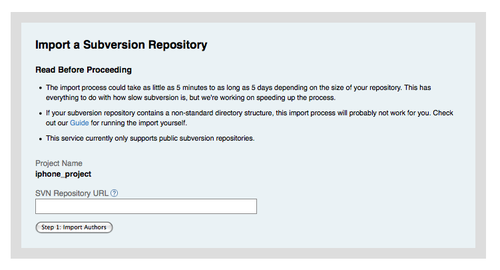 Import a Subversion Repository
Read Before Proceeding
• The import process could take as little as 5 minutes to as long as 5 days depending on the size of your repository. This has
everything to do with how slow subversion is, but we're working on speeding up the process.
• If your subversion repository contains a non-standard directory structure, this import process will probably not work for you. Check
out our Guide for running the import yourself.
• This service currently only supports public subversion repositories.
Project Name
iphone_project
SVN Repository URL ?
Step 1: Import Authors